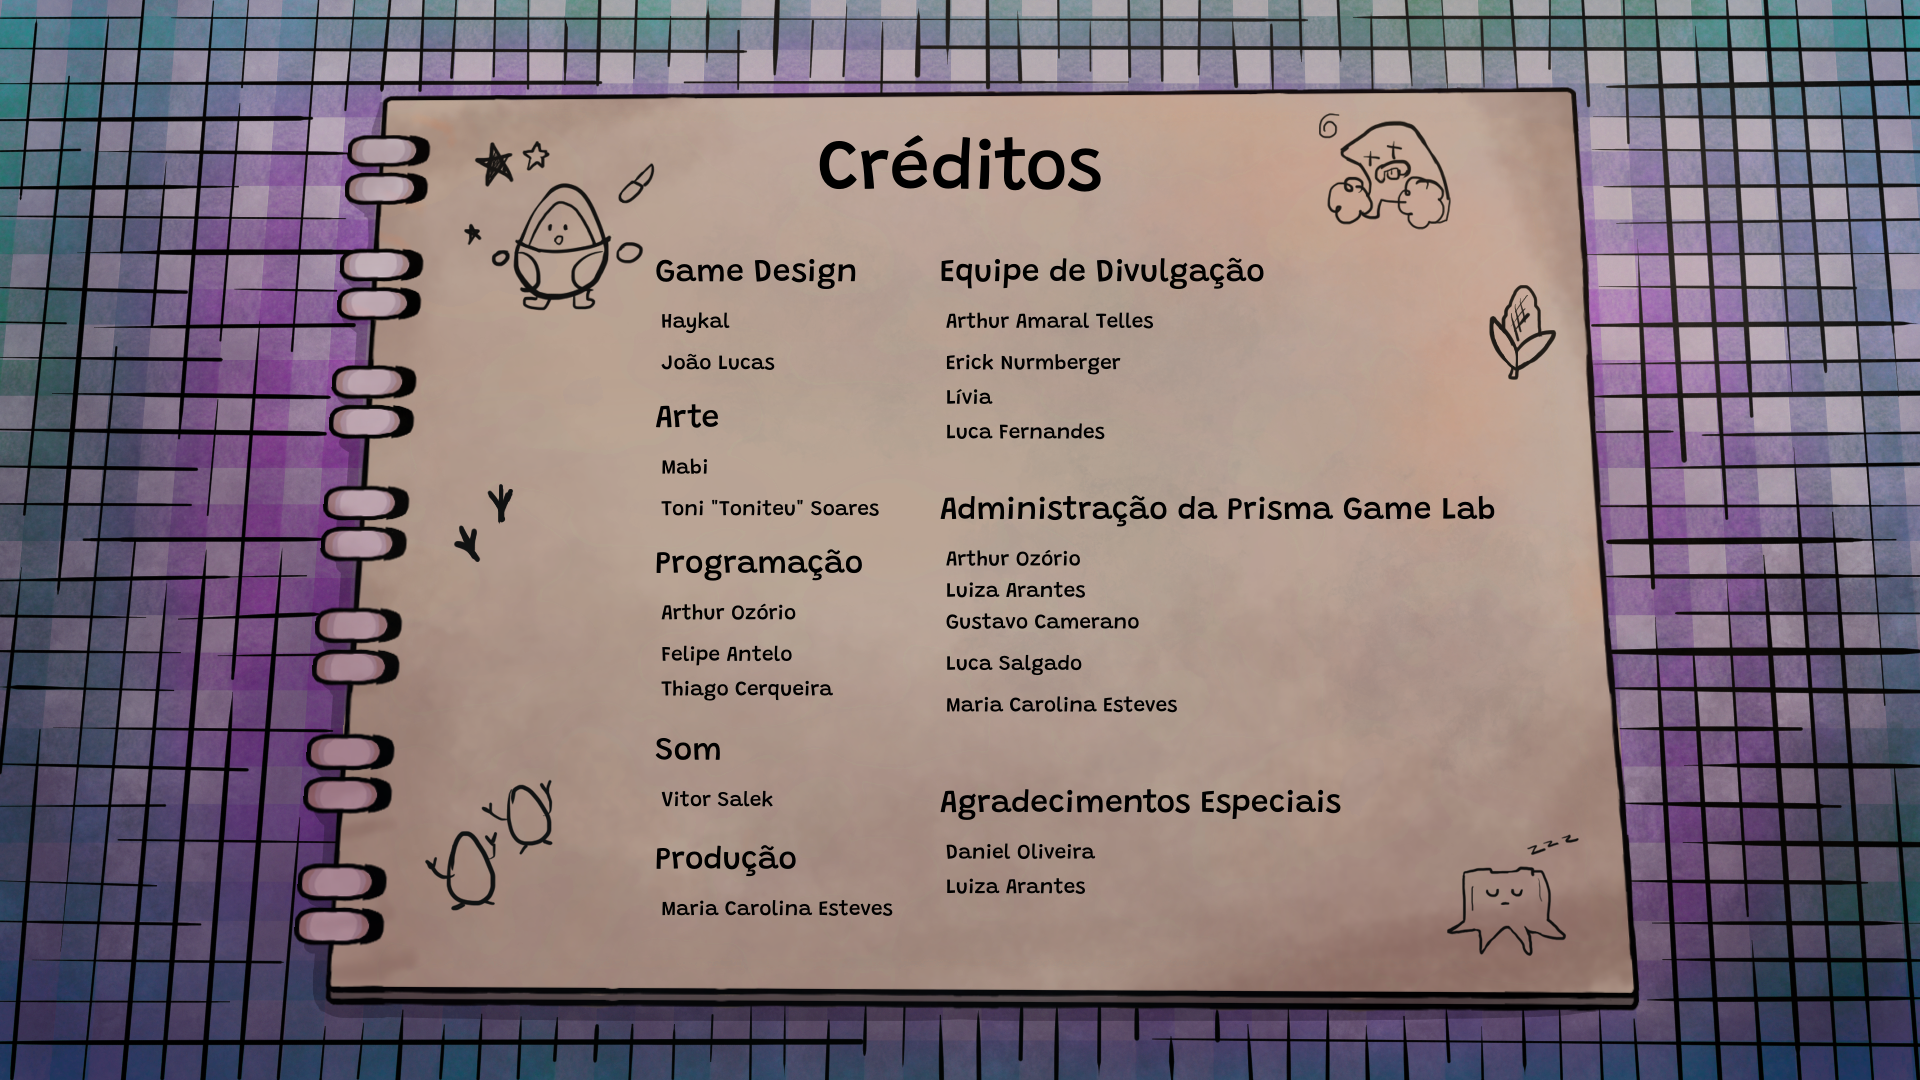 Créditos
Game Design
Haykal
João Lucas
Arte
Mabi
Toni "Toniteu" Soares
Programação
Arthur Ozório
Felipe Antelo
Thiago Cerqueira
Som
Vitor Salek
Produção
Maria Carolina Esteves
Equipe de Divulgação
Arthur Amaral Telles
Erick Nurmberger
Lívia
Luca Fernandes
Administração da Prisma Game Lab
Arthur Ozório
Luiza Arantes
Gustavo Camerano
Luca Salgado
Maria Carolina Esteves
Agradecimentos Especiais
Daniel Oliveira
Luiza Arantes
zzz